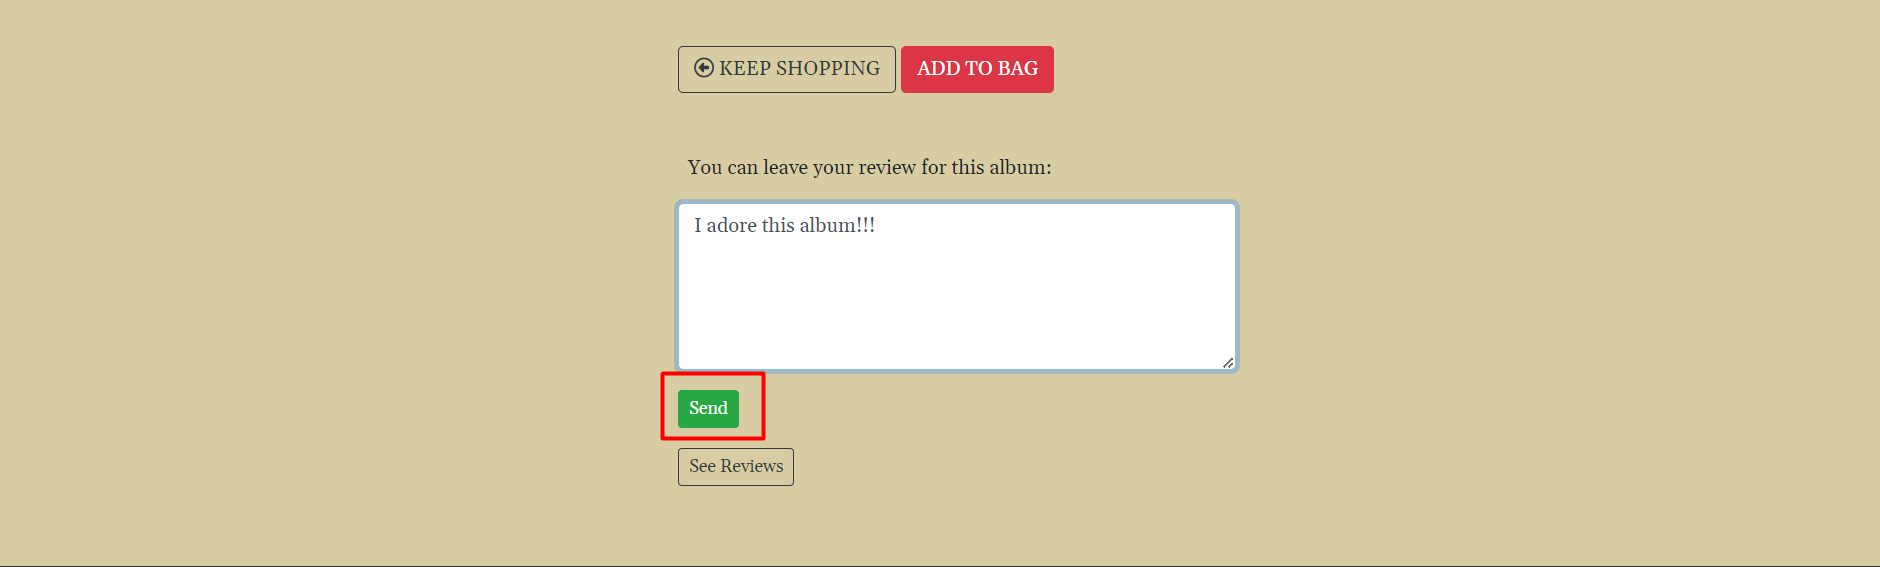 KEEP SHOPPING ADD TO BAG
You can leave your review for this album:
I adore this album!!!
Send
See Reviews